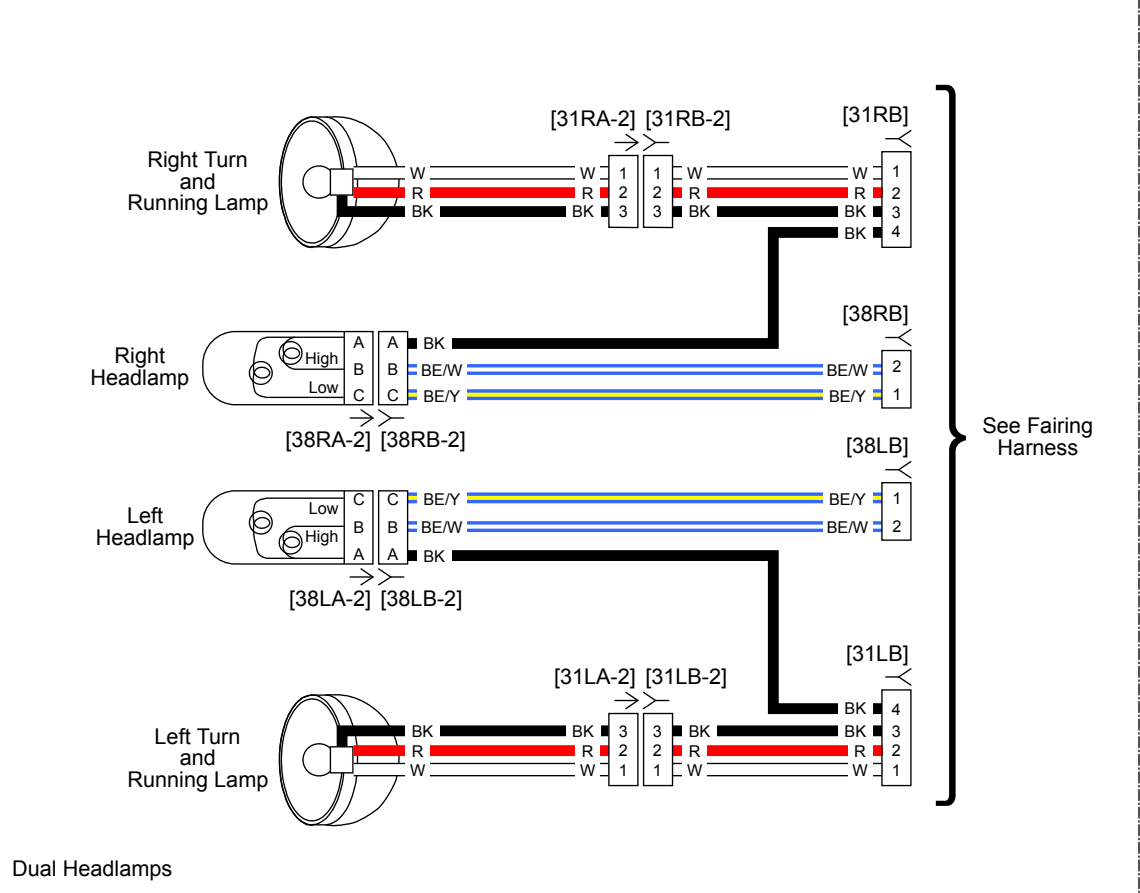 [31RA-2] [31RB-2] [31RB]
Right Turn
and
Running Lamp
W W 1 1 W W 1
R R 2 2 R R 2
BK BK 3 3 BK BK 3
BK 4
[38RB]
Right
Headlamp
High
Low
A A BK
B B BE/W BE/W 2
C C BE/Y BE/Y 1
[38RA-2] [38RB-2]
See Fairing
Harness
[38LB]
Left
Headlamp
Low
High
C C BE/Y BE/Y 1
B B BE/W BE/W 2
A A BK
[38LA-2] [38LB-2]
[31LA-2] [31LB-2] [31LB]
Left Turn
and
Running Lamp
BK 4
BK BK 3 3 BK BK 3
R R 2 2 R R 2
W W 1 1 W W 1
Dual Headlamps